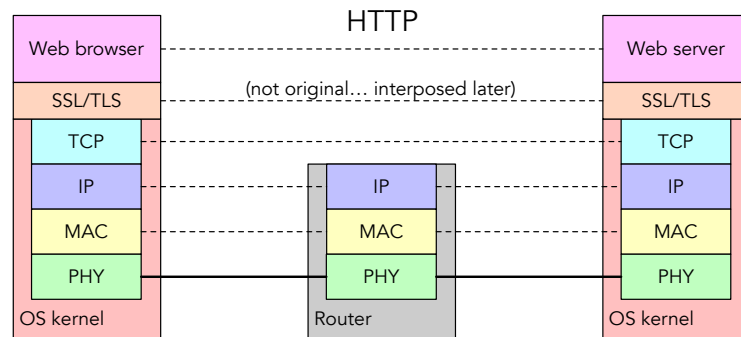 HTTP
Web browser
Web server
SSL/TLS
(not original... interposed later)
SSL/TLS
TCP
TCP
IP
IP
IP
MAC
MAC
MAC
PHY
PHY
PHY
OS kernel
Router
OS kernel